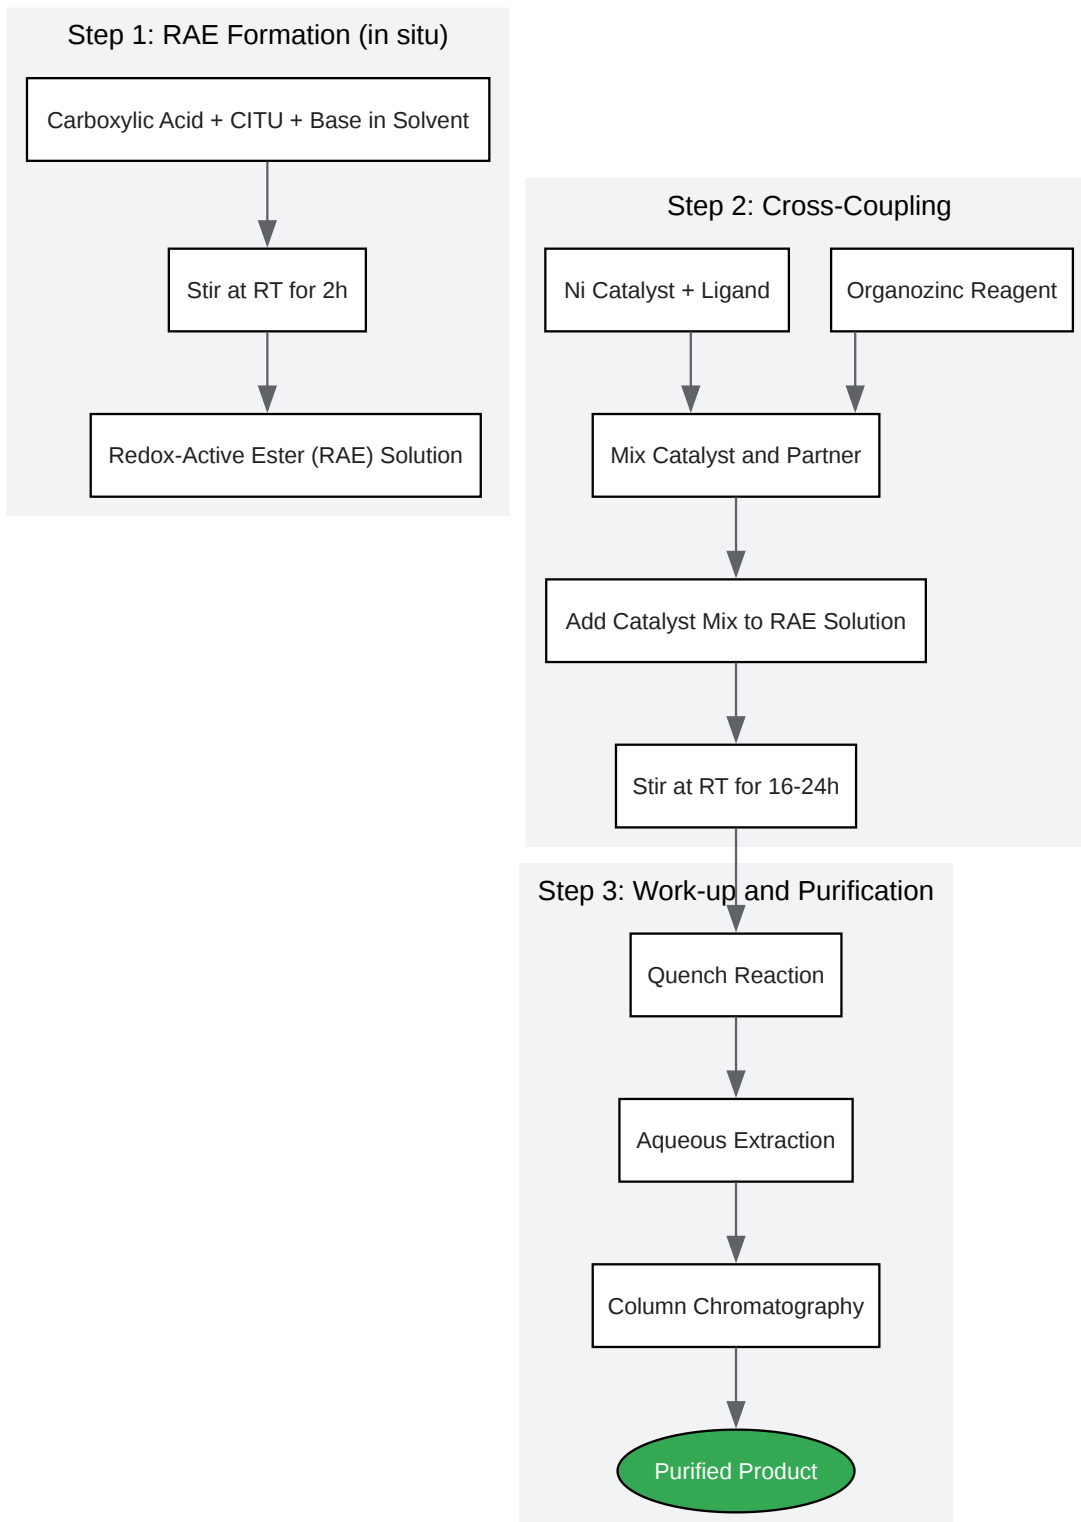 Step 1: RAE Formation (in situ)
Carboxylic Acid + CITU + Base in Solvent
Stir at RT for 2h
Redox-Active Ester (RAE) Solution
Step 2: Cross-Coupling
Ni Catalyst + Ligand
Organozinc Reagent
Mix Catalyst and Partner
Add Catalyst Mix to RAE Solution
Stir at RT for 16-24h
Step 3: Work-up and Purification
Quench Reaction
Aqueous Extraction
Column Chromatography
Purified Product